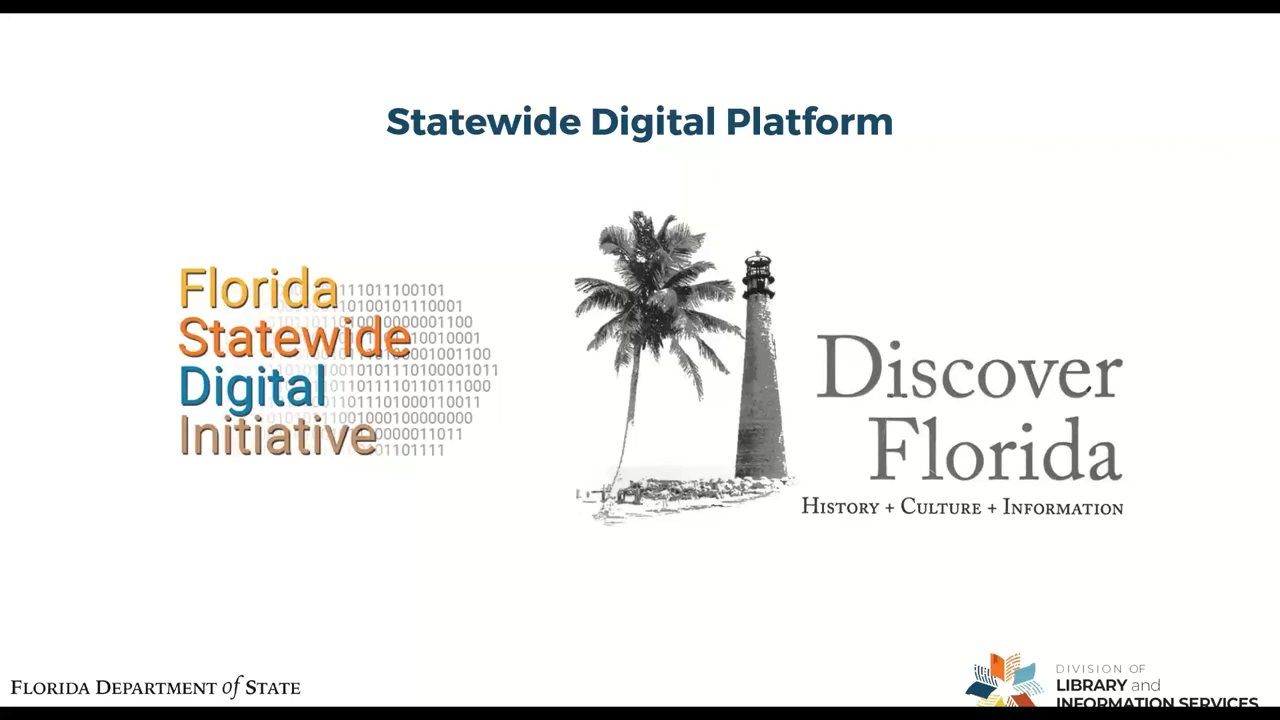 Statewide Digital Platform
Florida
Statewide
Digital
Initiative
Discover
Florida
HISTORY + CULTURE + INFORMATION
FLORIDA DEPARTMENT of STATE
DIVISION OF
LIBRARY and
INFORMATION SERVICES